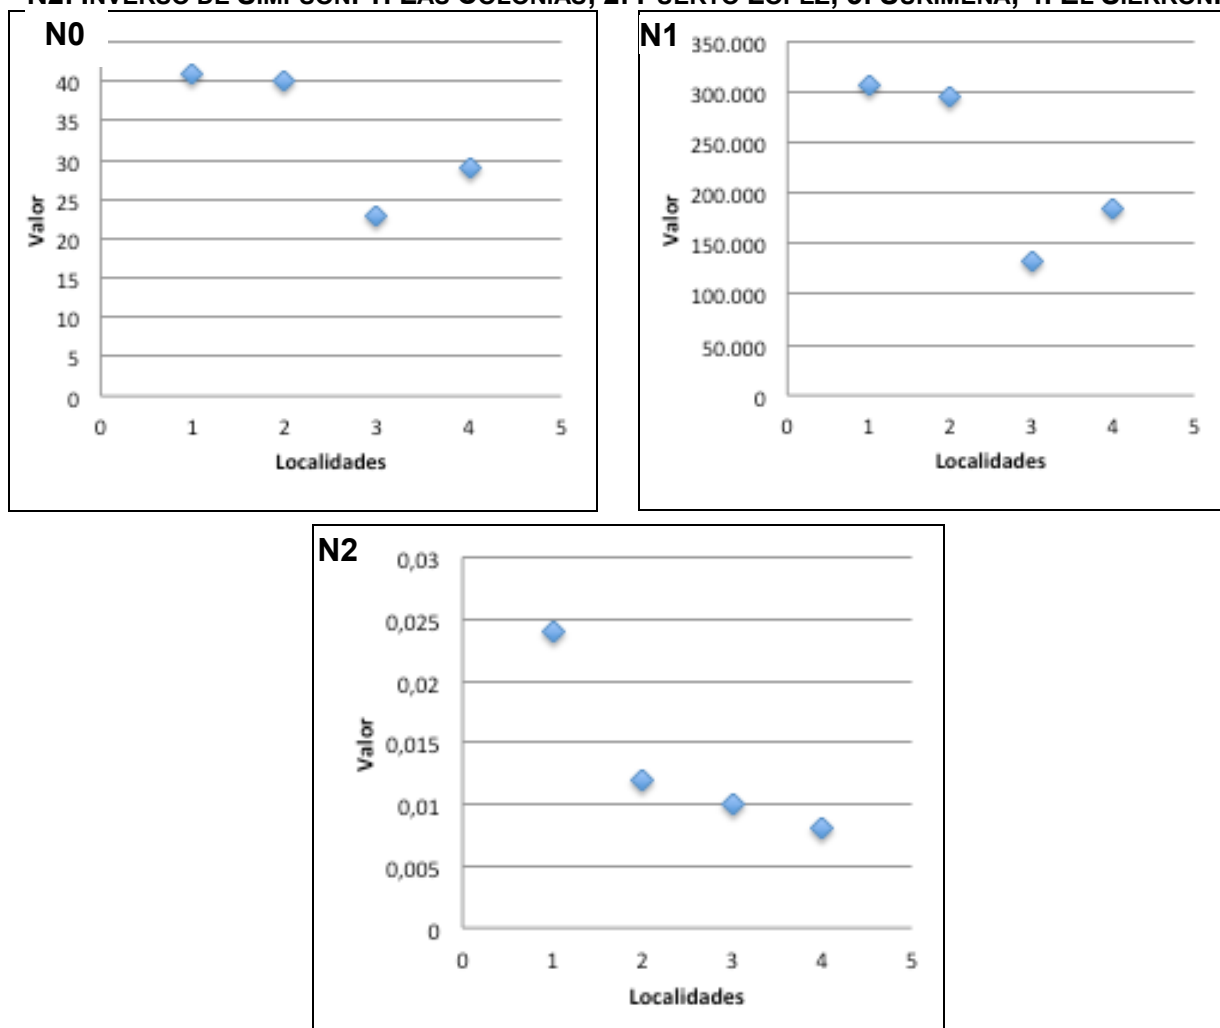 N2: INVERSO DE SIMPSON. 1: LAS COLONIAS, 2: PUERTO LÓPEZ, 3: SURIMENA, 4: EL
N0
40
35
30
25
20
15
10
5
0
Valor
0 1 2 3 4 5
Localidades
N1
350.000
300.000
250.000
200.000
150.000
100.000
50.000
0
Valor
0 1 2 3 4 5
Localidades
N2
0,03
0,025
0,02
0,015
0,01
0,005
0
Valor
0 1 2 3 4 5
Localidades